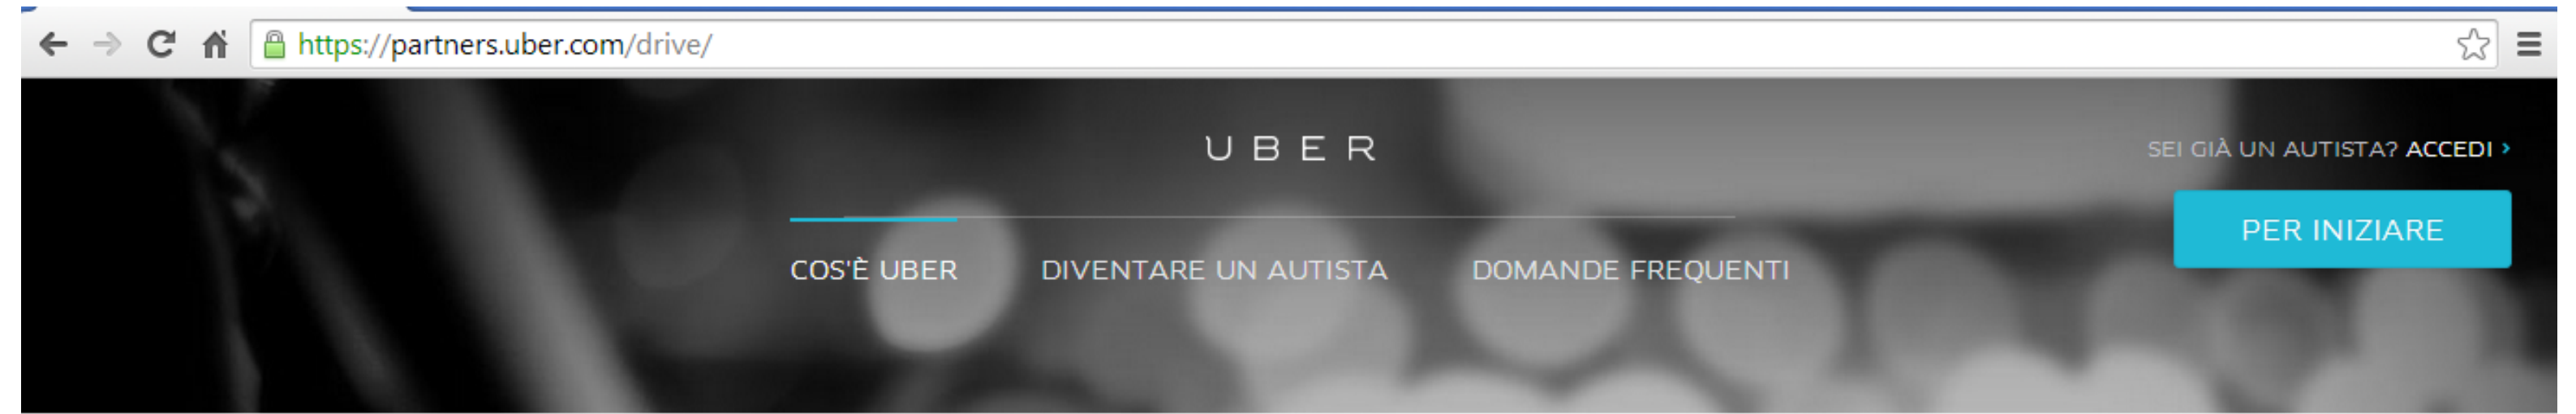 https://partners.uber.com/drive/
UBER
SEI GIÀ UN AUTISTA? ACCEDI ›
PER INIZIARE
COS'È UBER
DIVENTARE UN AUTISTA
DOMANDE FREQUENTI